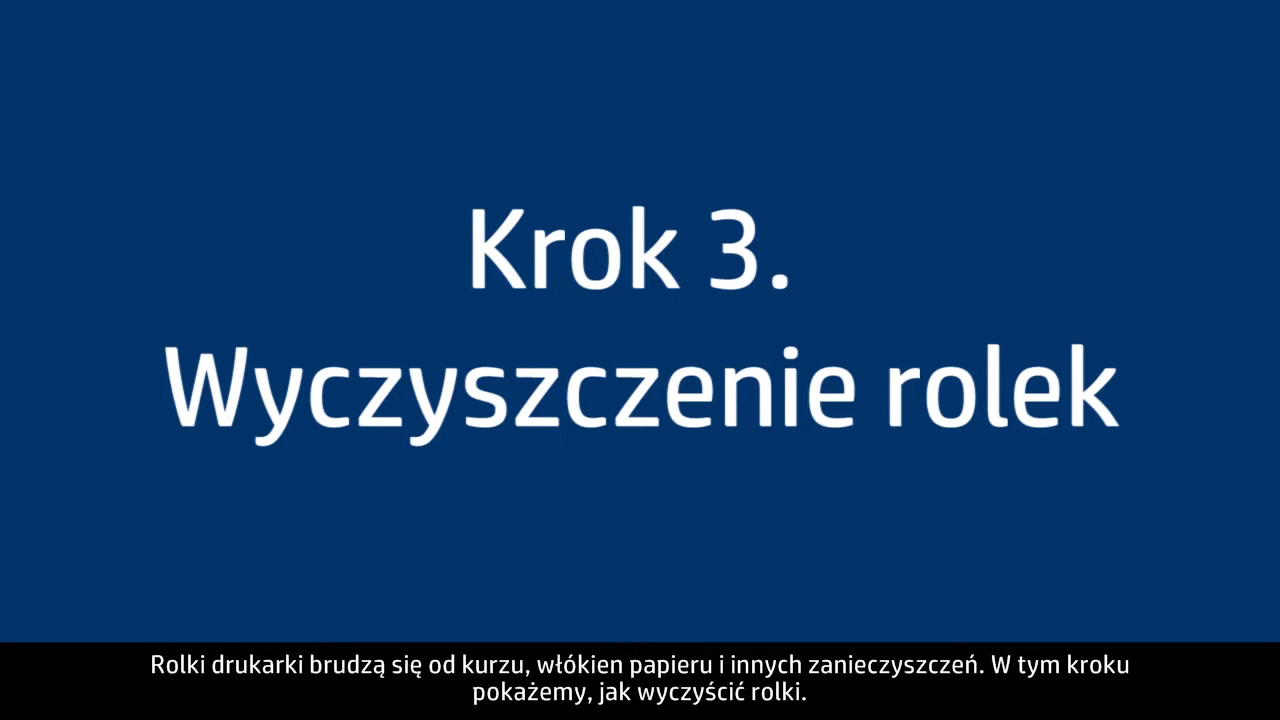 Krok 3.
Wyczyszczenie rolek
Rolki drukarki brudzą się od kurzu, włókien papieru i innych zanieczyszczeń. W tym kroku
pokażemy, jak wyczyścić rolki.